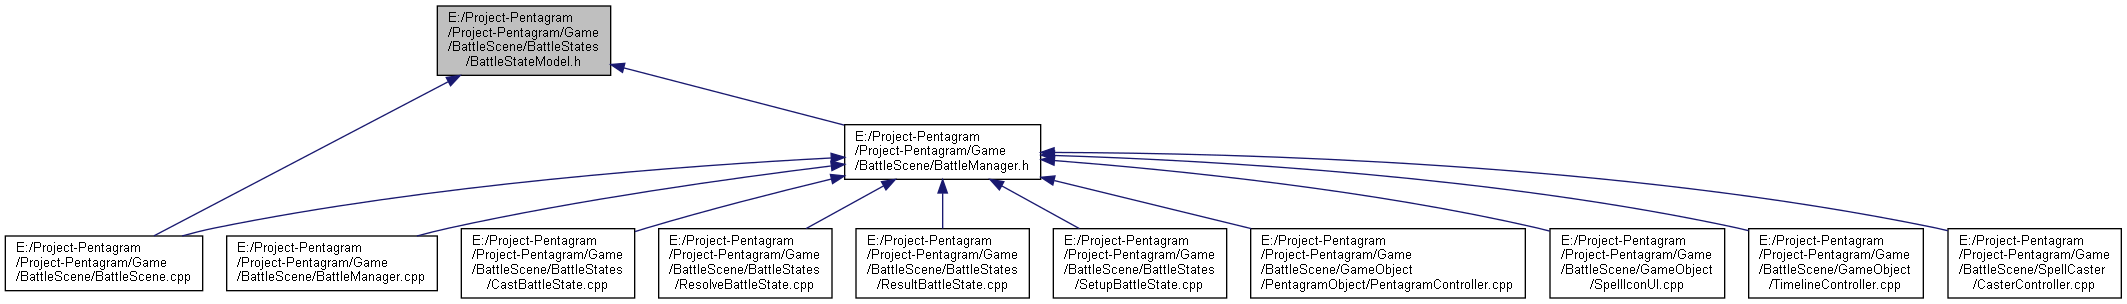 E:/Project-Pentagram
/Project-Pentagram/Game
/BattleScene/BattleStates
/BattleStateModel.h
E:/Project-Pentagram
/Project-Pentagram/Game
/BattleScene/BattleManager.h
E:/Project-Pentagram
/Project-Pentagram/Game
/BattleScene/BattleScene.cpp
E:/Project-Pentagram
/Project-Pentagram/Game
/BattleScene/BattleManager.cpp
E:/Project-Pentagram
/Project-Pentagram/Game
/BattleScene/BattleStates
/CastBattleState.cpp
E:/Project-Pentagram
/Project-Pentagram/Game
/BattleScene/BattleStates
/ResolveBattleState.cpp
E:/Project-Pentagram
/Project-Pentagram/Game
/BattleScene/BattleStates
/ResultBattleState.cpp
E:/Project-Pentagram
/Project-Pentagram/Game
/BattleScene/BattleStates
/SetupBattleState.cpp
E:/Project-Pentagram
/Project-Pentagram/Game
/BattleScene/GameObject
/PentagramObject/PentagramController.cpp
E:/Project-Pentagram
/Project-Pentagram/Game
/BattleScene/GameObject
/SpellIconUI.cpp
E:/Project-Pentagram
/Project-Pentagram/Game
/BattleScene/GameObject
/TimelineController.cpp
E:/Project-Pentagram
/Project-Pentagram/Game
/BattleScene/SpellCaster
/CasterController.cpp